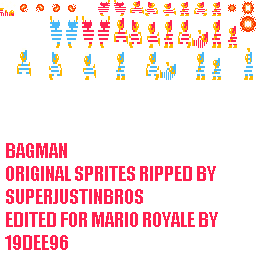 BAGMAN
ORIGINAL SPRITES RIPPED BY
SUPERJUSTINBROS
EDITED FOR MARIO ROYALE BY
19DEE96